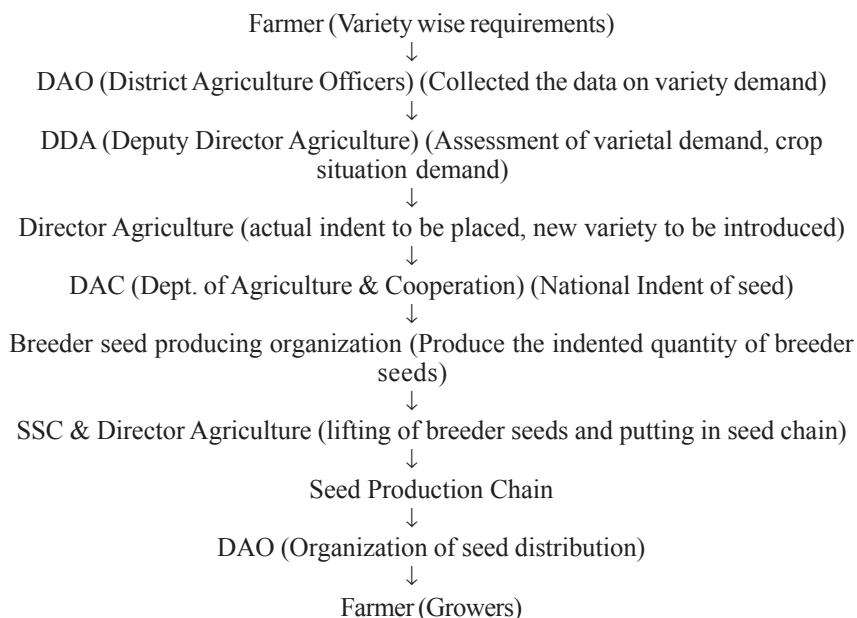 Farmer (Variety wise requirements)
↓
DAO (District Agriculture Officers) (Collected the data on variety demand)
↓
DDA (Deputy Director Agriculture) (Assessment of varietal demand, crop
situation demand)
↓
Director Agriculture (actual indent to be placed, new variety to be introduced)
↓
DAC (Dept. of Agriculture & Cooperation) (National Indent of seed)
↓
Breeder seed producing organization (Produce the indented quantity of breeder
seeds)
↓
SSC & Director Agriculture (lifting of breeder seeds and putting in seed chain)
↓
Seed Production Chain
↓
DAO (Organization of seed distribution)
↓
Farmer (Growers)